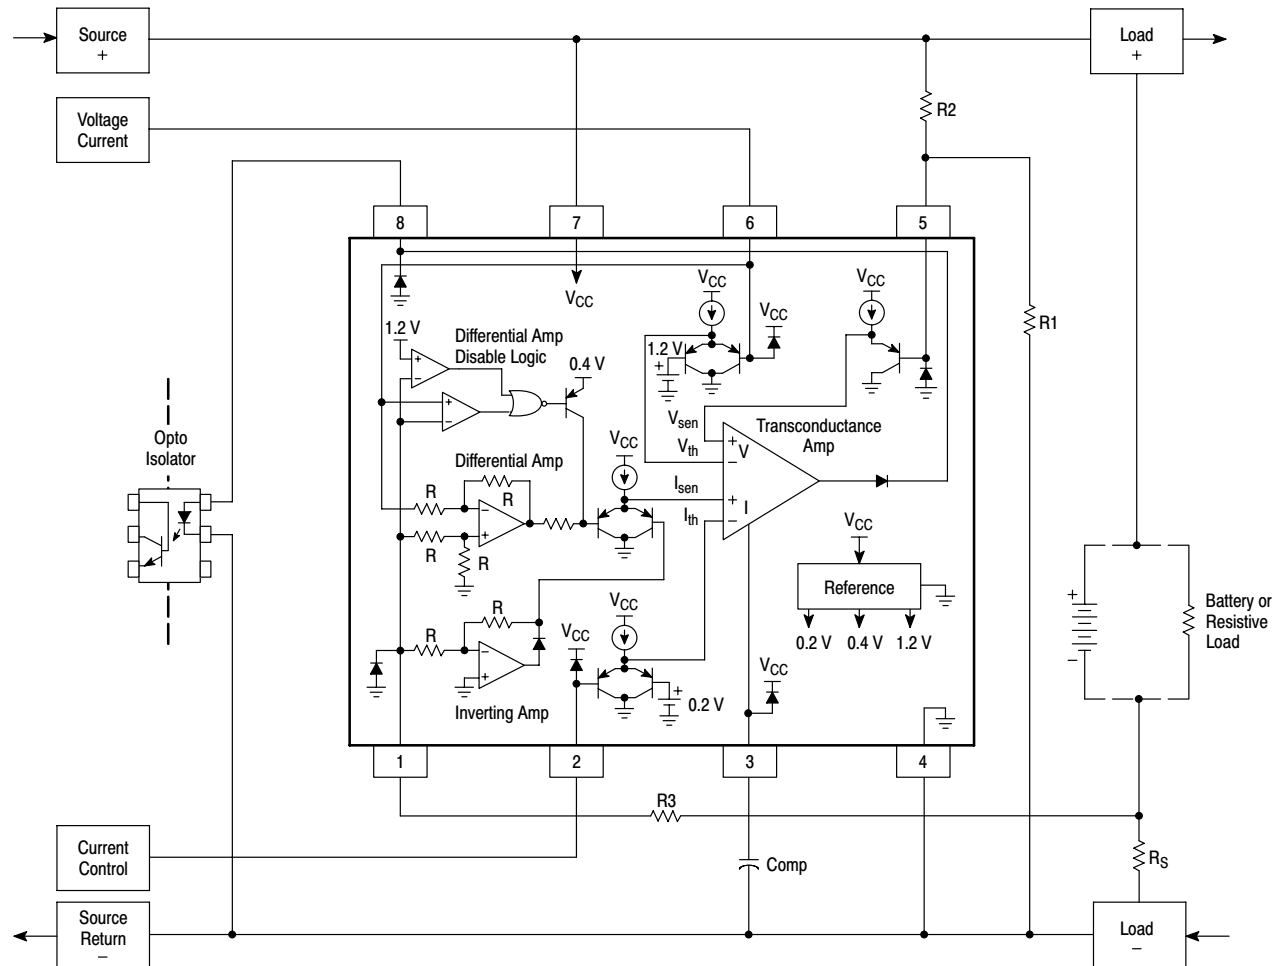 Source
+
Load
+
Voltage
Current
R2
8
7
6
5
R1
VCC
VCC
VCC
VCC
1.2 V
Differential Amp
Disable Logic
0.4 V
1.2 V
+
+
−
+
−
Vsen
Vth
Transconductance
Amp
+
V
−
Opto
Isolator
VCC
Differential Amp
Isen
Ith
+
I
−
R
R
−
+
R
R
VCC
Reference
0.2 V
0.4 V
1.2 V
+
−
Battery or
Resistive
Load
R
R
−
+
VCC
VCC
+
0.2 V
VCC
Inverting Amp
1
2
3
4
R3
RS
Current
Control
Comp
Source
Return
−
Load
−